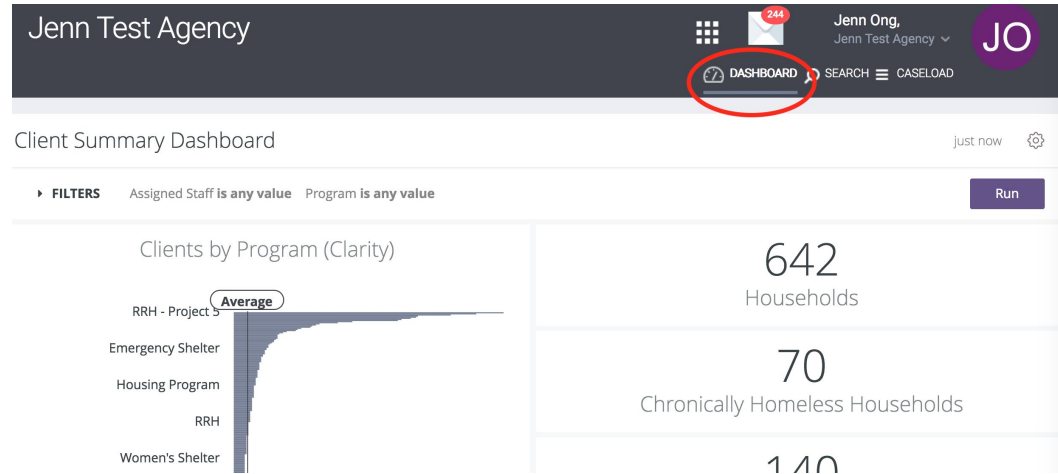 Jenn Test Agency
244
Jenn Ong,
Jenn Test Agency
JO
DASHBOARD SEARCH CASELOAD
Client Summary Dashboard
just now
FILTERS Assigned Staff is any value Program is any value
Run
Clients by Program (Clarity)
Average
RRH - Project 5
Emergency Shelter
Housing Program
RRH
Women's Shelter
642
Households
70
Chronically Homeless Households
140